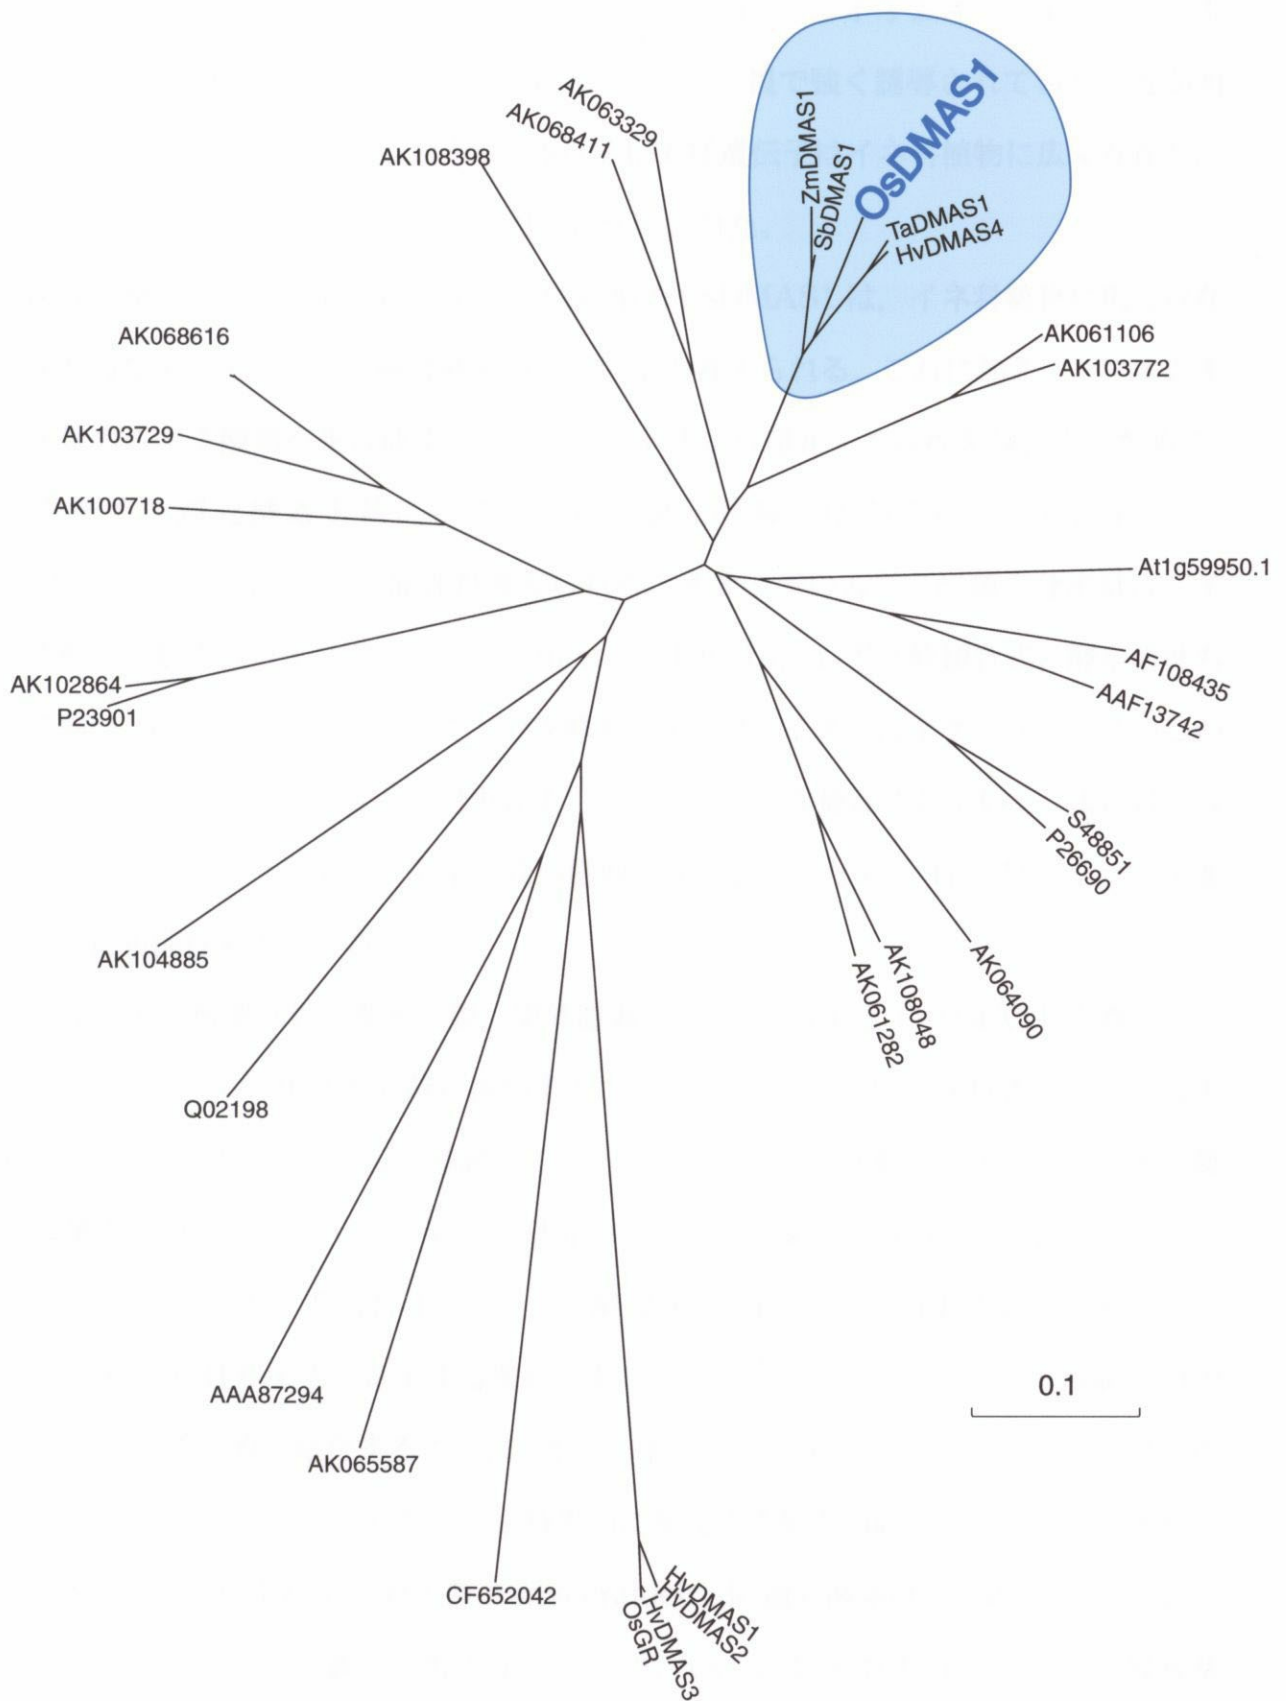 AK063329
AK068411
AK108398
ZmDMAS1
SbDMAS1
OsDMAS1
TaDMAS1
HvDMAS4
AK061106
AK103772
AK068616
AK103729
AK100718
At1g59950.1
AF108435
AAF13742
AK102864
P23901
S48851
P26690
AK104885
AK064090
AK108048
AK061282
Q02198
AAA87294
AK065587
0.1
CF652042
HvDMAS1
HvDMAS2
HvDMAS3
OsGR